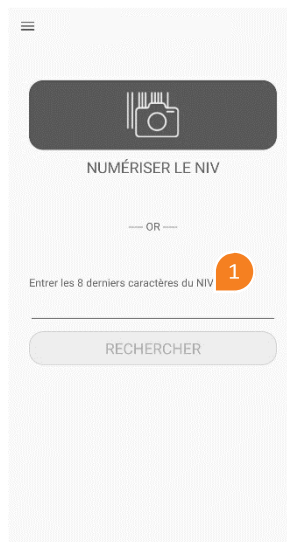 NUMÉRISER LE NIV
---- OR ----
Entrer les 8 derniers caractères du NIV
1
RECHERCHER